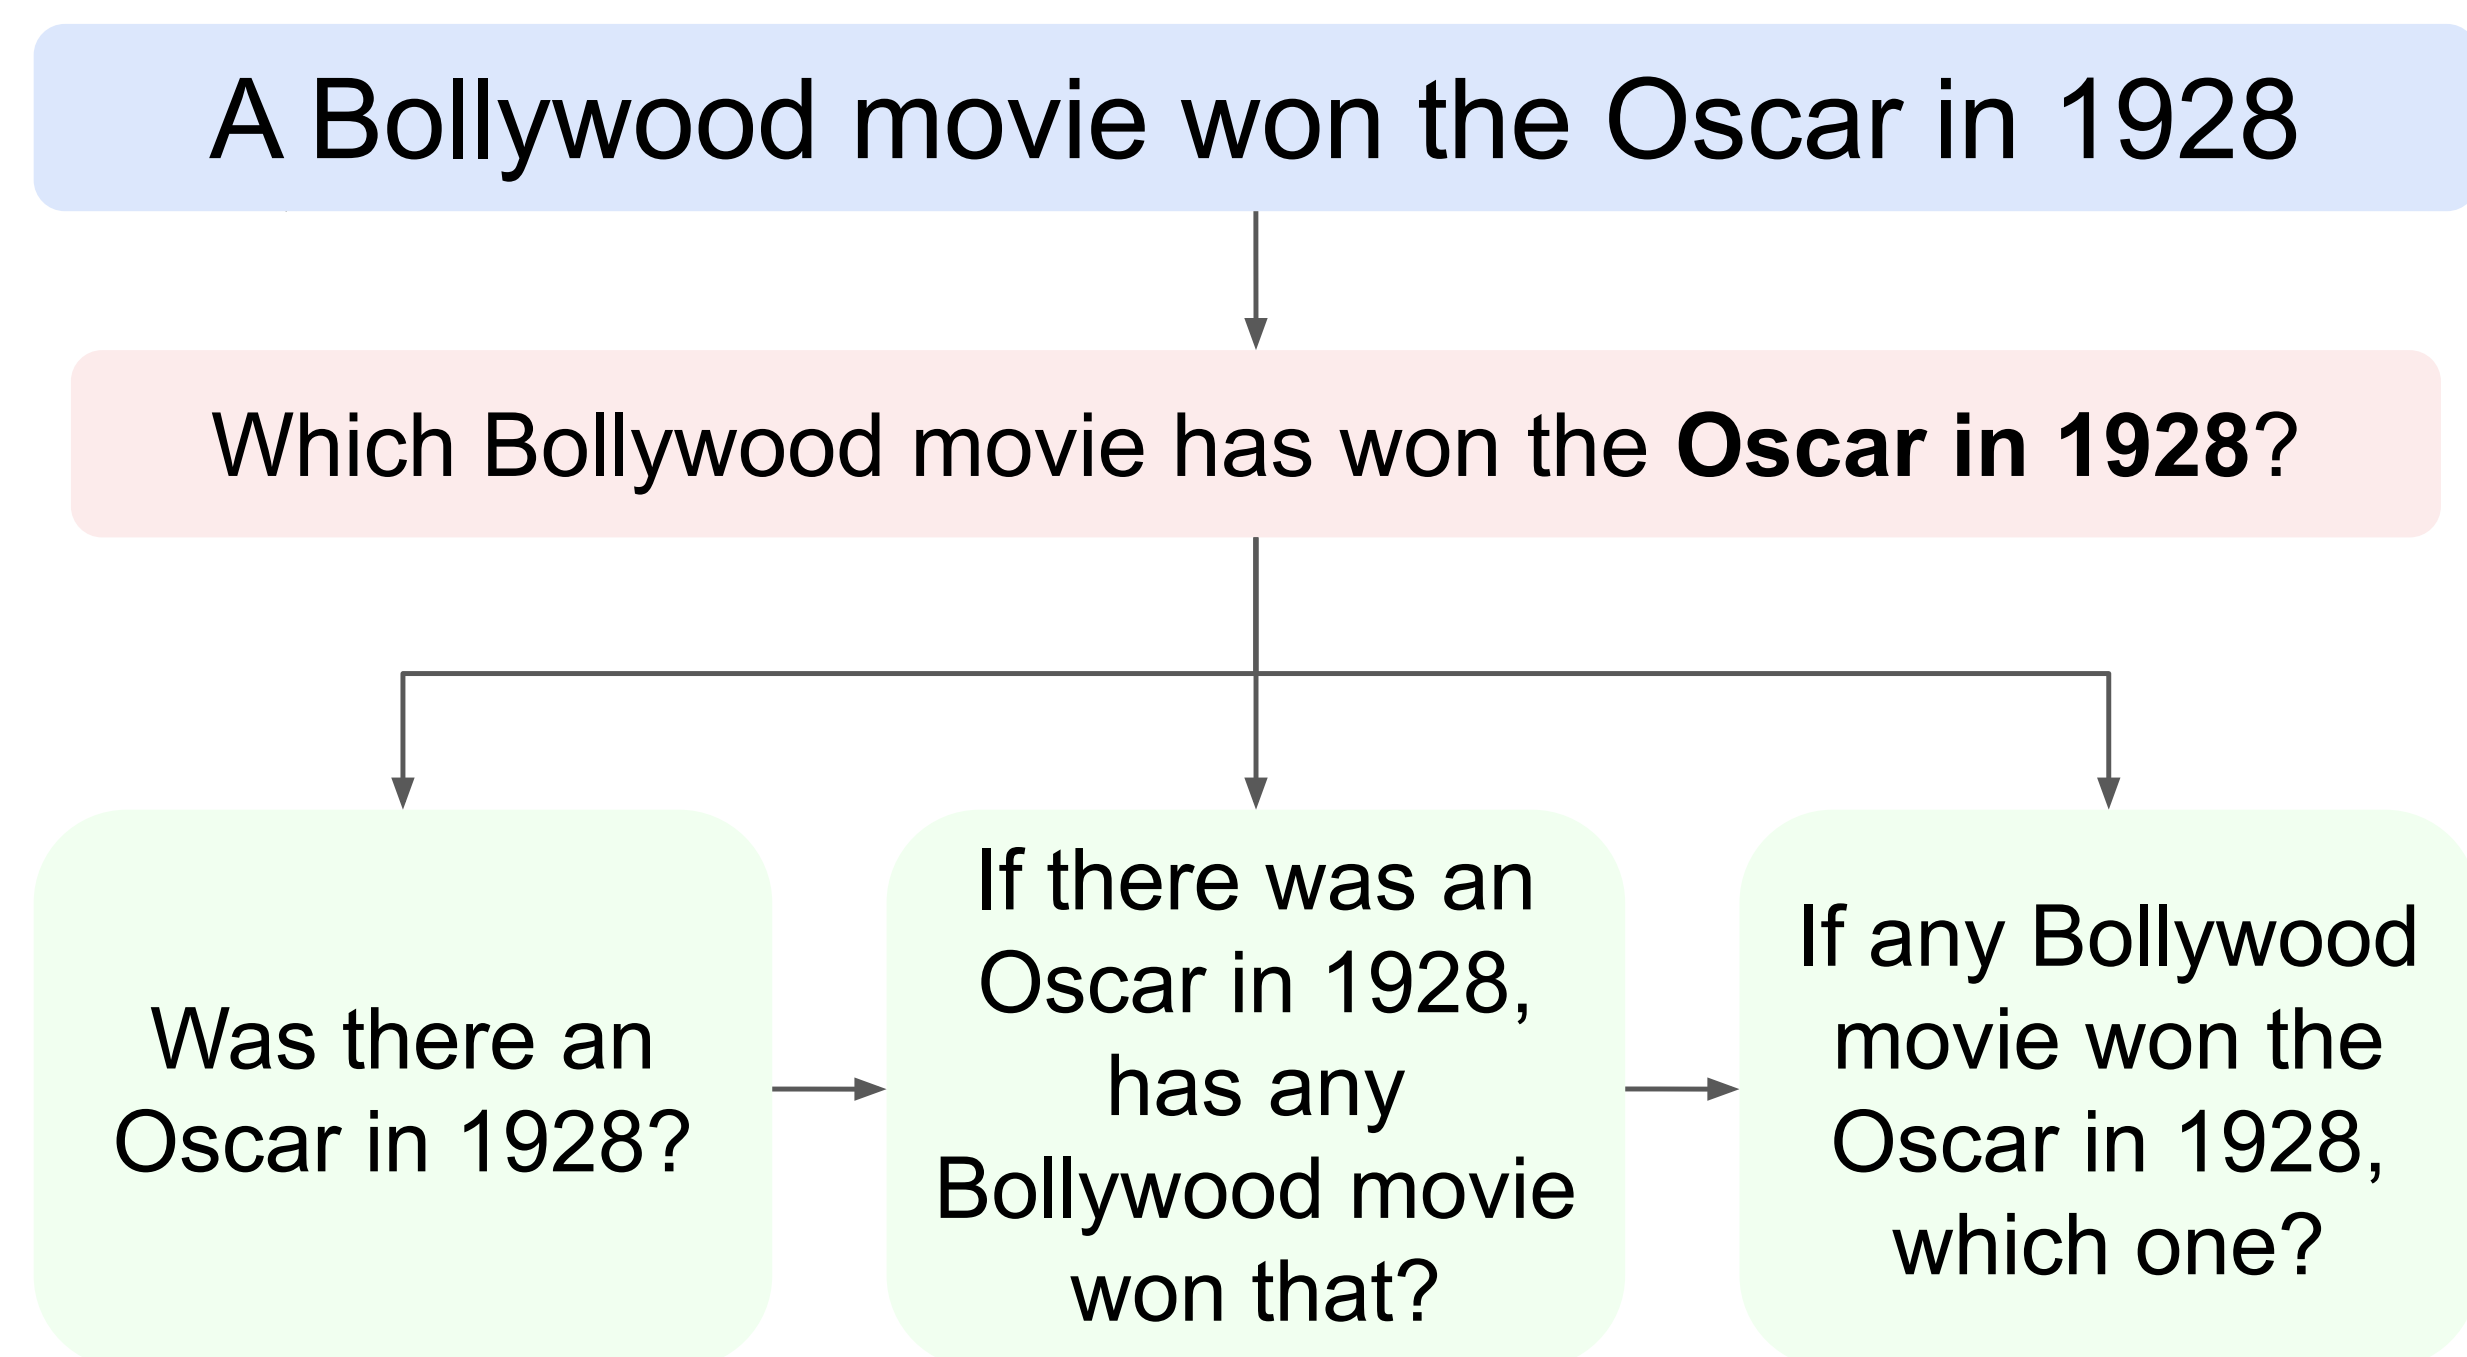 A Bollywood movie won the Oscar in 1928
Which Bollywood movie has won the Oscar in 1928?
Was there an
Oscar in 1928?
If there was an
Oscar in 1928,
has any
Bollywood movie
won that?
If any Bollywood
movie won the
Oscar in 1928,
which one?